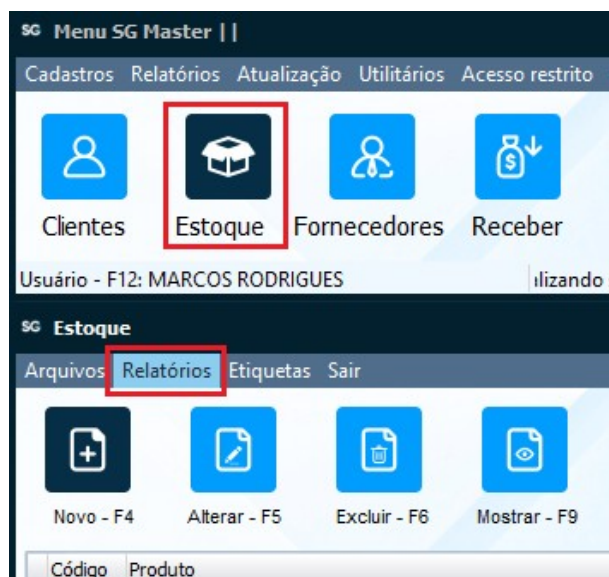 SG Menu SG Master ||
Cadastros Relatórios Atualização Utilitários Acesso restrito
Clientes Estoque Fornecedores Receber
Usuário - F12: MARCOS RODRIGUES ılizando
SG Estoque
Arquivos Relatórios Etiquetas Sair
Novo - F4 Alterar - F5 Excluir - F6 Mostrar - F9
Código Produto